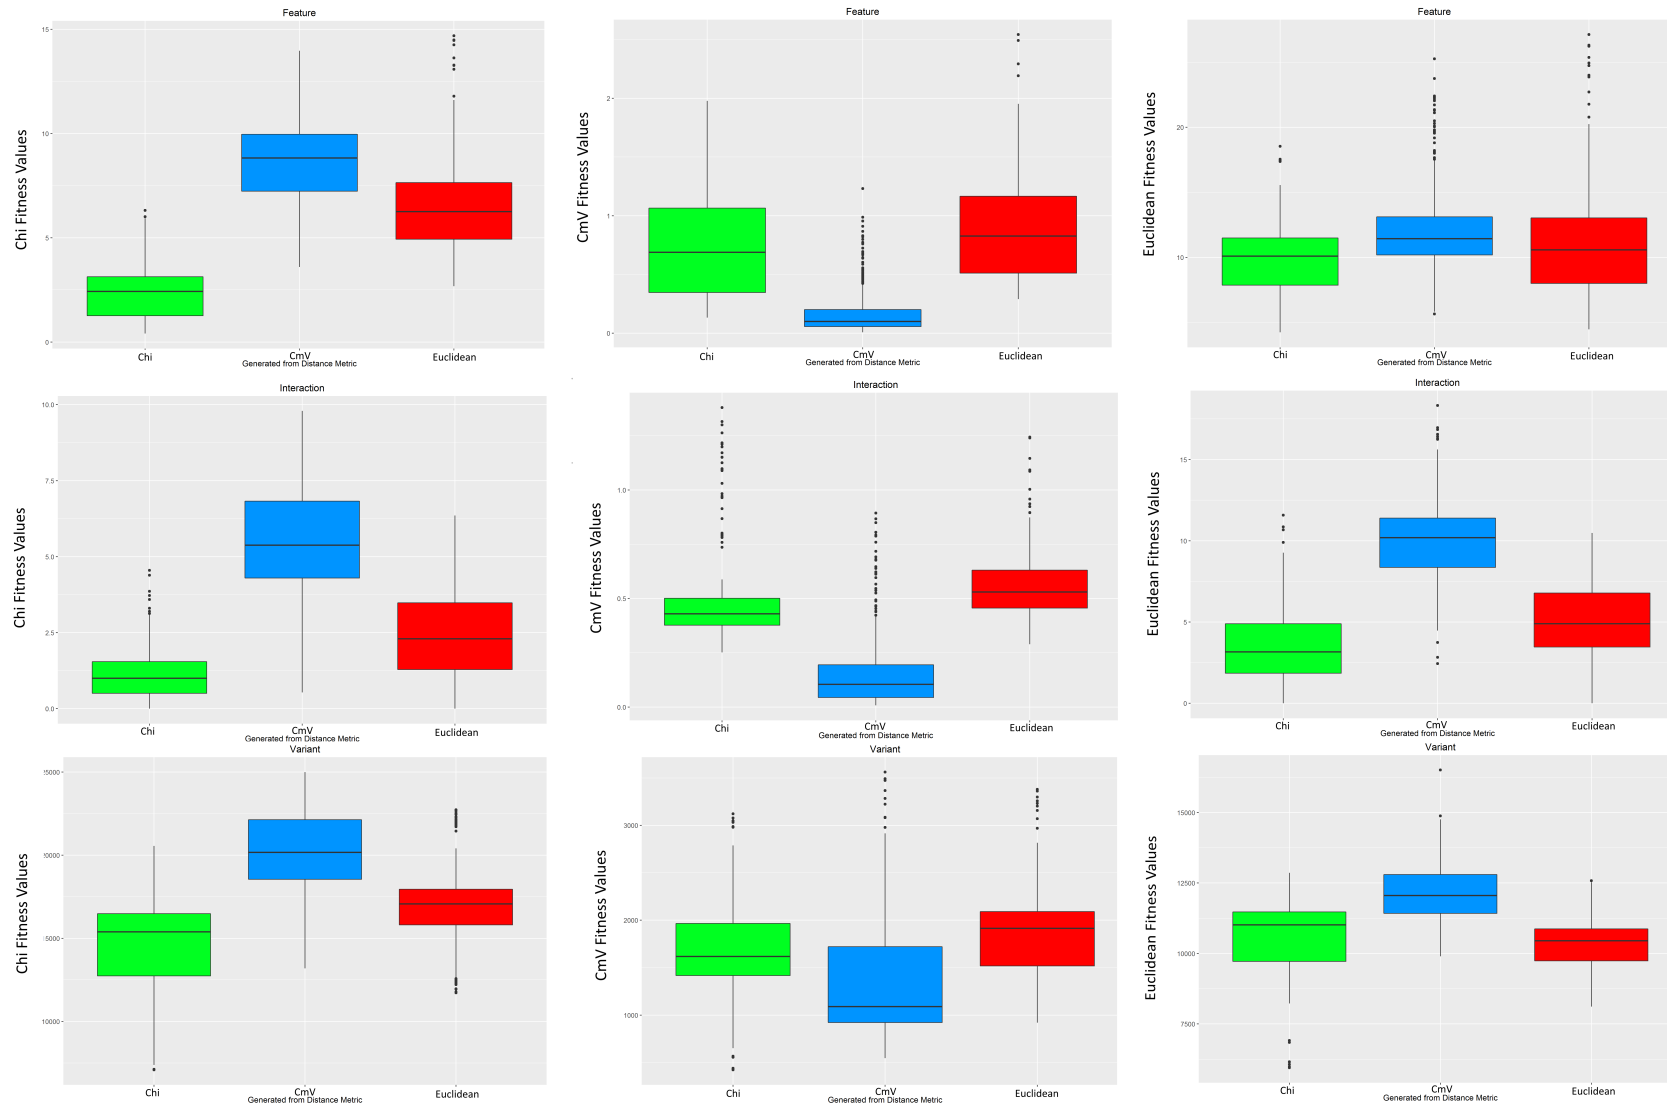 Feature
Chi Fitness Values
15
10
5
0
Chi
CmV
Euclidean
Generated from Distance Metric
Feature
CmV Fitness Values
2
1
0
Chi
CmV
Euclidean
Generated from Distance Metric
Feature
Euclidean Fitness Values
20
10
Chi
CmV
Euclidean
Generated from Distance Metric
Interaction
Chi Fitness Values
10.0
7.5
5.0
2.5
0.0
Chi
CmV
Euclidean
Generated from Distance Metric
Interaction
CmV Fitness Values
1.0
0.5
0.0
Chi
CmV
Euclidean
Generated from Distance Metric
Interaction
Euclidean Fitness Values
15
10
5
0
Chi
CmV
Euclidean
Generated from Distance Metric
Variant
Chi Fitness Values
5000
0000
5000
10000
Chi
CmV
Euclidean
Generated from Distance Metric
Variant
CmV Fitness Values
3000
2000
1000
Chi
CmV
Euclidean
Generated from Distance Metric
Variant
Euclidean Fitness Values
15000
12500
10000
7500
Chi
CmV
Euclidean
Generated from Distance Metric